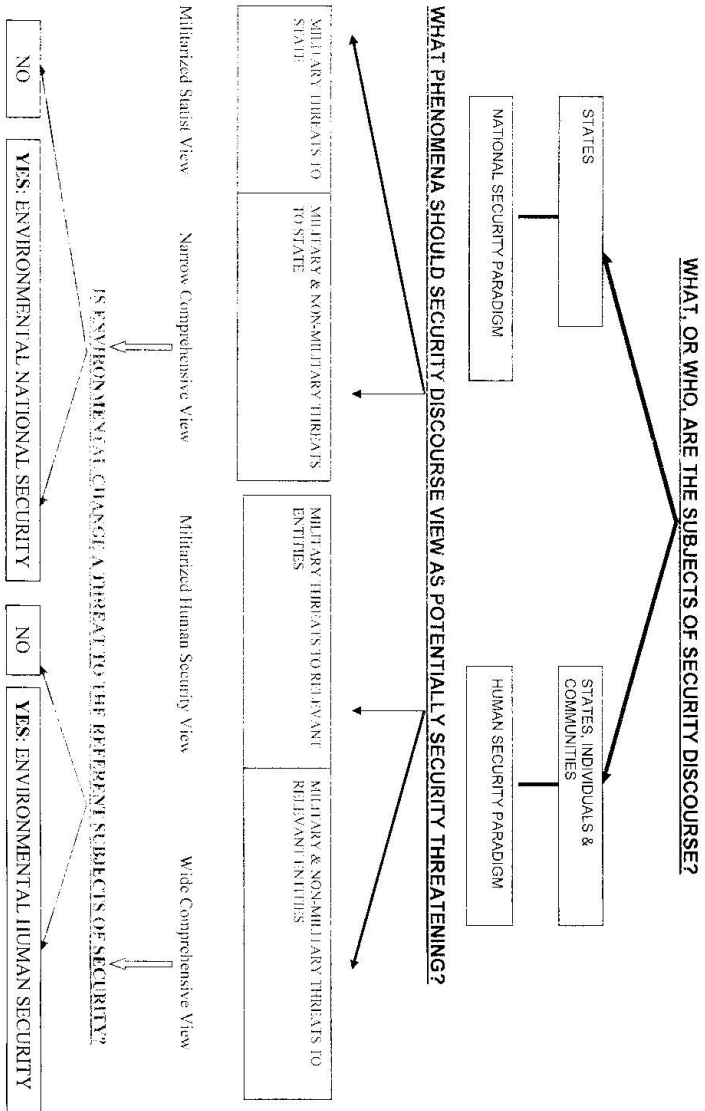 WHAT, OR WHO, ARE THE SUBJECTS OF SECURITY DISCOURSE?
STATES
STATES, INDIVIDUALS &
COMMUNITIES
NATIONAL SECURITY PARADIGM
HUMAN SECURITY PARADIGM
WHAT PHENOMENA SHOULD SECURITY DISCOURSE VIEW AS POTENTIALLY SECURITY THREATENING?
MILITARY THREATS TO
STATE
MILITARY & NON-MILITARY THREATS
TO STATE
MILITARY THREATS TO RELEVANT
ENTITIES
MILITARY & NON-MILITARY THREATS TO
RELEVANT ENTITIES
Militarized Statist View
Narrow Comprehensive View
Militarized Human Security View
Wide Comprehensive View
IS ENVIRONMENTAL CHANGE A THREAT TO THE REFERENT SUBJECTS OF SECURITY?
NO
YES: ENVIRONMENTAL NATIONAL SECURITY
NO
YES: ENVIRONMENTAL HUMAN SECURITY